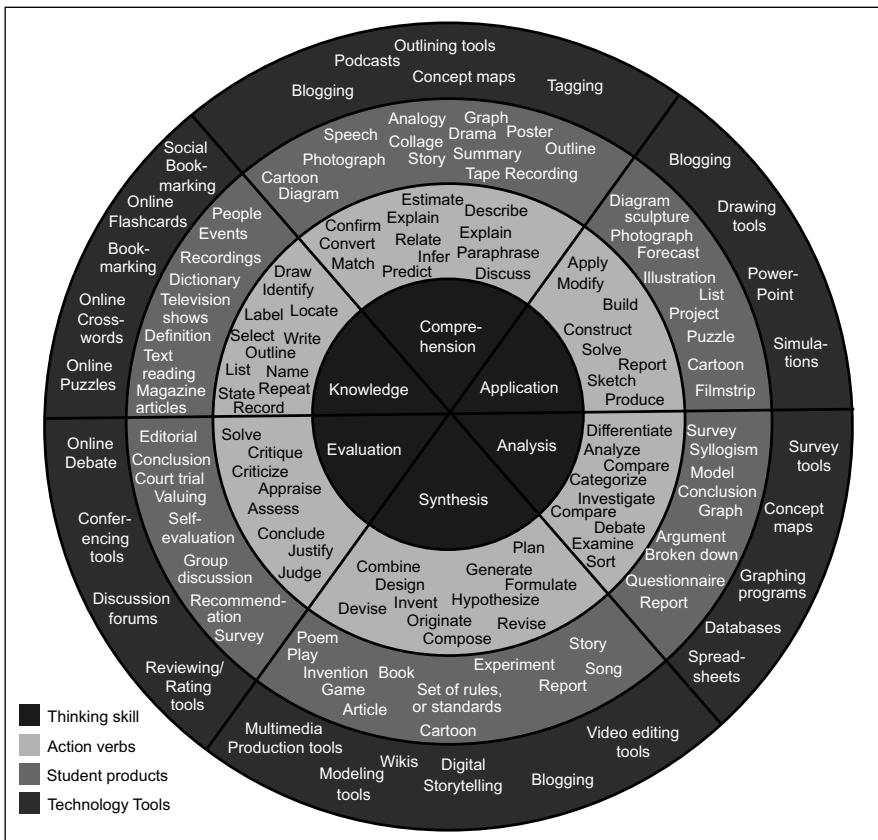 Outlining tools
Podcasts
Concept maps
Blogging
Tagging
Analogy
Graph
Speech
Drama
Poster
Collage
Outline
Photograph
Story
Summary
Cartoon
Tape Recording
Diagram
Estimate
Describe
Confirm
Explain
Convert
Relate
Explain
Match
Infer
Paraphrase
Predict
Discuss
Compre-
hension
Blogging
Drawing
tools
Power-
Point
Simula-
tions
Diagram
sculpture
Photograph
Forecast
Illustration
List
Project
Puzzle
Cartoon
Filmstrip
Apply
Modify
Build
Construct
Solve
Report
Sketch
Produce
Application
Survey
tools
Concept
maps
Graphing
programs
Databases
Spread-
sheets
Survey
Syllogism
Model
Conclusion
Graph
Argument
Broken down
Questionnaire
Report
Differentiate
Analyze
Compare
Categorize
Investigate
Compare
Debate
Examine
Sort
Analysis
Synthesis
Plan
Combine
Generate
Design
Formulate
Devise
Invent
Hypothesize
Originate
Revise
Compose
Poem
Story
Play
Experiment
Song
Invention
Book
Game
Set of rules,
or standards
Report
Article
Cartoon
Multimedia
Production tools
Video editing
tools
Wikis
Digital
Storytelling
Modeling
tools
Blogging
Evaluation
Solve
Critique
Criticize
Appraise
Assess
Conclude
Justify
Judge
Editorial
Conclusion
Court trial
Valuing
Self-
evaluation
Group
discussion
Recommend-
ation
Survey
Online
Debate
Confer-
encing
tools
Discussion
forums
Reviewing/
Rating
tools
Knowledge
Draw
Identify
Label
Locate
Select
Write
Outline
List
Name
State
Repeat
Record
People
Events
Recordings
Dictionary
Television
shows
Definition
Text
reading
Magazine
articles
Social
Book-
marking
Online
Flashcards
Book-
marking
Online
Cross-
words
Online
Puzzles
Thinking skill
Action verbs
Student products
Technology Tools